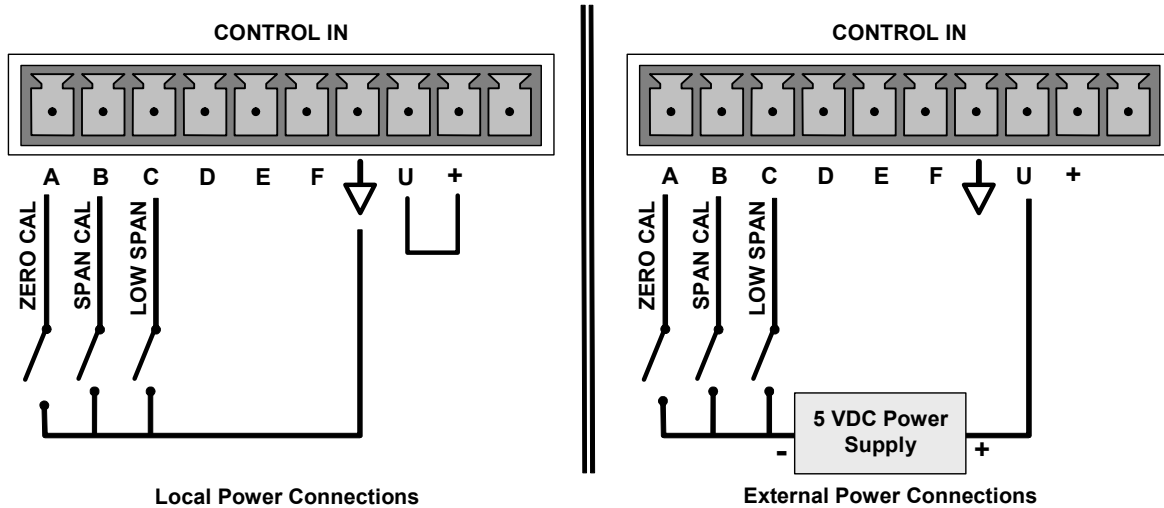 CONTROL IN
A B C D E F U +
ZERO CAL
SPAN CAL
LOW SPAN
Local Power Connections
CONTROL IN
A B C D E F U +
ZERO CAL
SPAN CAL
LOW SPAN
5 VDC Power
Supply
- +
External Power Connections